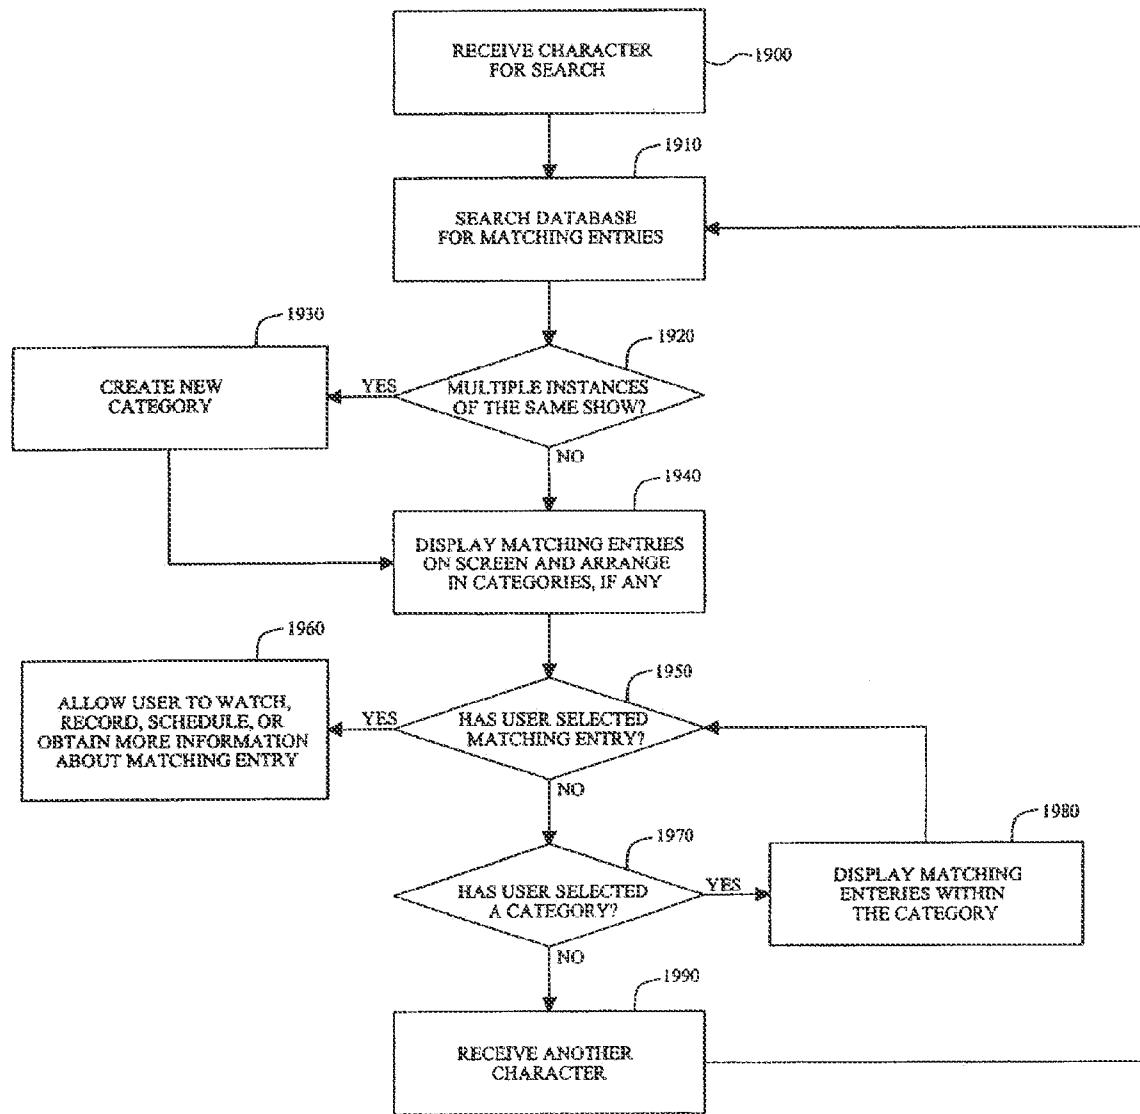 RECEIVE CHARACTER
FOR SEARCH
1900
1910
SEARCH DATABASE
FOR MATCHING ENTRIES
1930
CREATE NEW
CATEGORY
YES
1920
MULTIPLE INSTANCES
OF THE SAME SHOW?
NO
1940
DISPLAY MATCHING ENTRIES
ON SCREEN AND ARRANGE
IN CATEGORIES, IF ANY
1960
ALLOW USER TO WATCH,
RECORD, SCHEDULE, OR
OBTAIN MORE INFORMATION
ABOUT MATCHING ENTRY
YES
1950
HAS USER SELECTED
MATCHING ENTRY?
NO
1970
HAS USER SELECTED
A CATEGORY?
YES
1980
DISPLAY MATCHING
ENTERIES WITHIN
THE CATEGORY
NO
1990
RECEIVE ANOTHER
CHARACTER